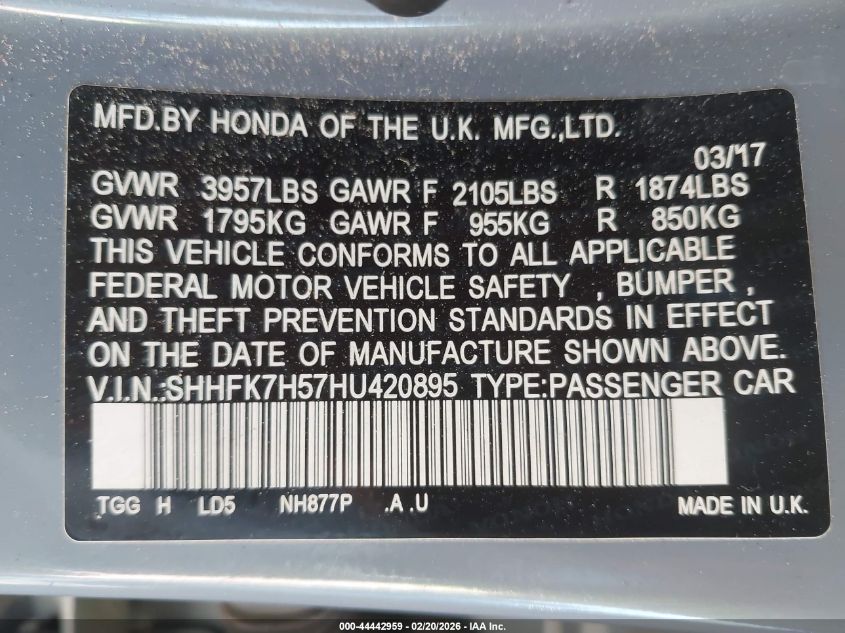 MFD.BY HONDA OF THE U.K. MFG.,LTD.
03/'17
GVWR 3957LBS GAWR F 2105LBS R 1874LBS
GVWR 1795KG GAWR F 955KG R 850KG
THIS VEHICLE CONFORMS TO ALL APPLICABLE
FEDERAL MOTOR VEHICLE SAFETY , BUMPER ,
AND THEFT PREVENTION STANDARDS IN EFFECT
ON THE DATE OF MANUFACTURE SHOWN ABOVE.
V.I.N.:SHHFK7H57HU420895 TYPE:PASSENGER CAR
TGG H LD5 NH877P .A .U MADE IN U.K.
000-44442959 - 02/20/2026 - IAA Inc.